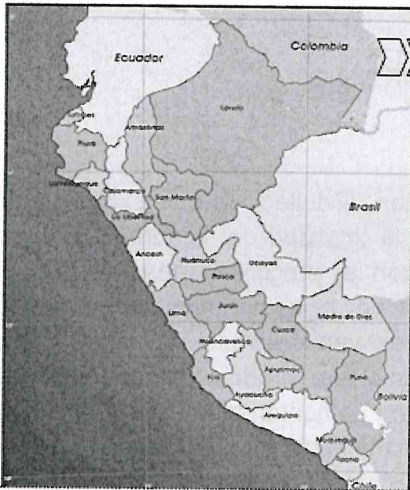 Colombia
Ecuador
Loreto
Tumbes
Amazonas
Piura
Lambayeque
Cajamarca
San Martín
La Libertad
Brasil
Ancash
Huánuco
Ucayali
Pasco
Lima
Junín
Madre de Dios
Cusco
Huancavelica
Ica
Apurímac
Puno
Ayacucho
Bolivia
Arequipa
Moquegua
Tacna
Chile